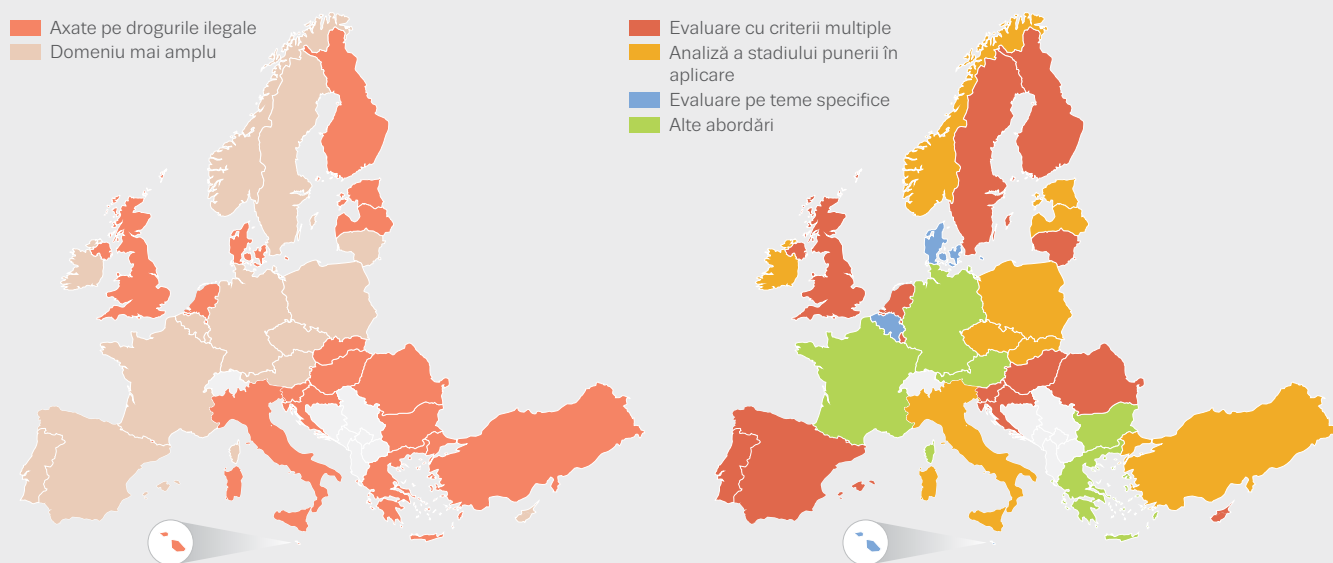 Axate pe drogurile ilegale
Domeniu mai amplu
Evaluare cu criterii multiple
Analiză a stadiului punerii în
aplicare
Evaluare pe teme specifice
Alte abordări